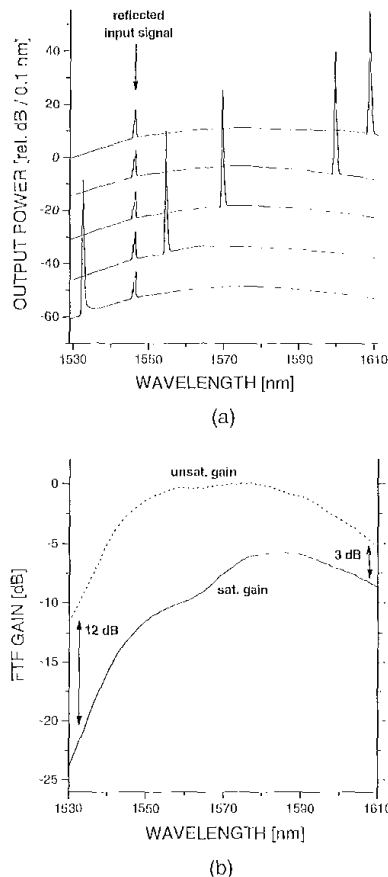 reflected
input signal
OUTPUT POWER [rel. dB / 0.1 nm]
40
20
0
-20
-40
-60
1530 1550 1570 1590 1610
WAVELENGTH [nm]
(a)
FTF GAIN [dB]
0
-5
-10
-15
-20
-25
unsat. gain
3 dB
sat. gain
12 dB
1530 1550 1570 1590 1610
WAVELENGTH [nm]
(b)